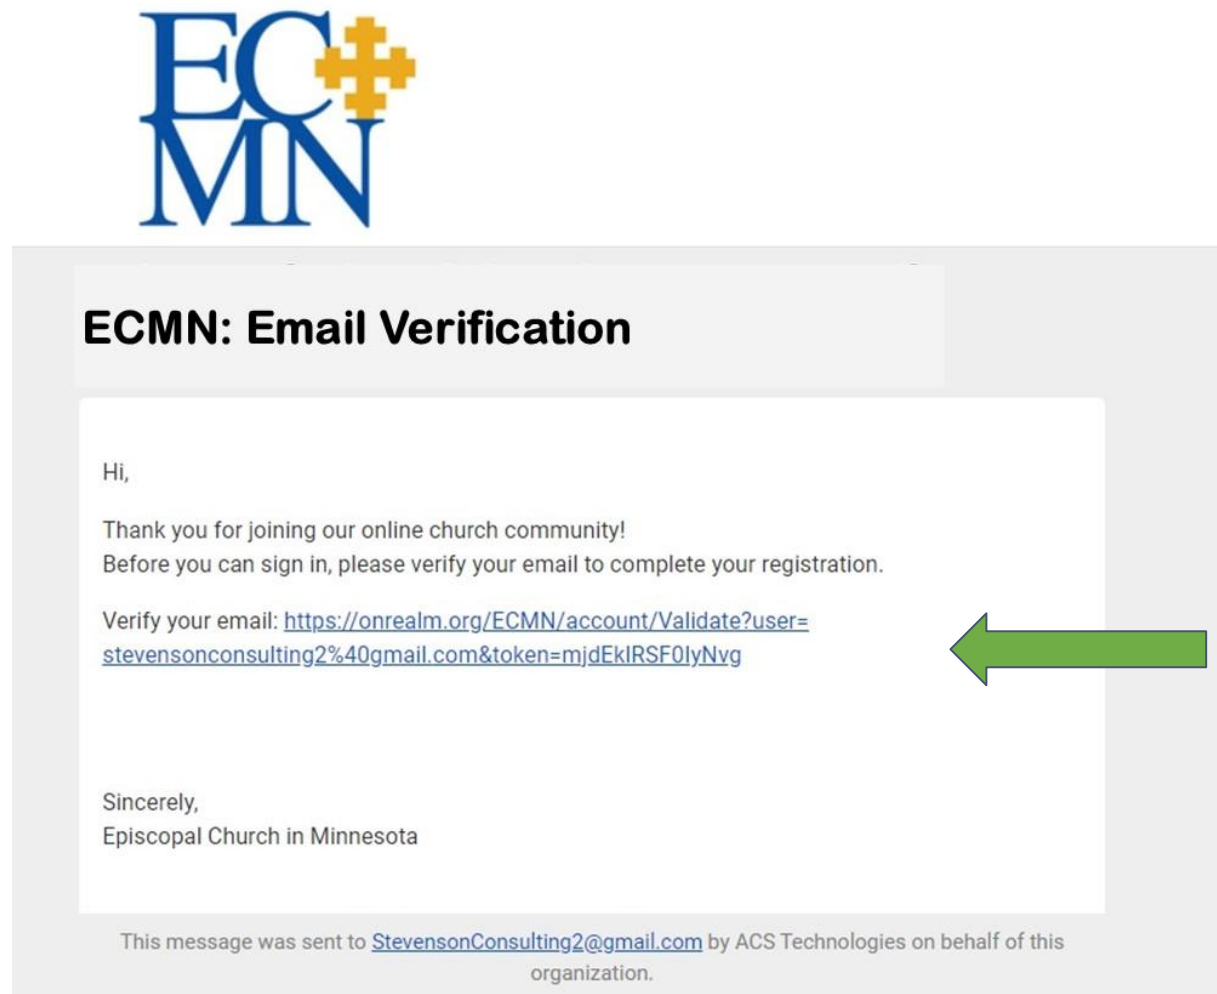 EC
MN
ECMN: Email Verification
Hi,
Thank you for joining our online church community!
Before you can sign in, please verify your email to complete your registration.
Verify your email: https://onrealm.org/ECMN/account/Validate?user=
stevensonconsulting2%40gmail.com&token=mjdEkIRSF0IyNvg
Sincerely,
Episcopal Church in Minnesota
This message was sent to StevensonConsulting2@gmail.com by ACS Technologies on behalf of this
organization.